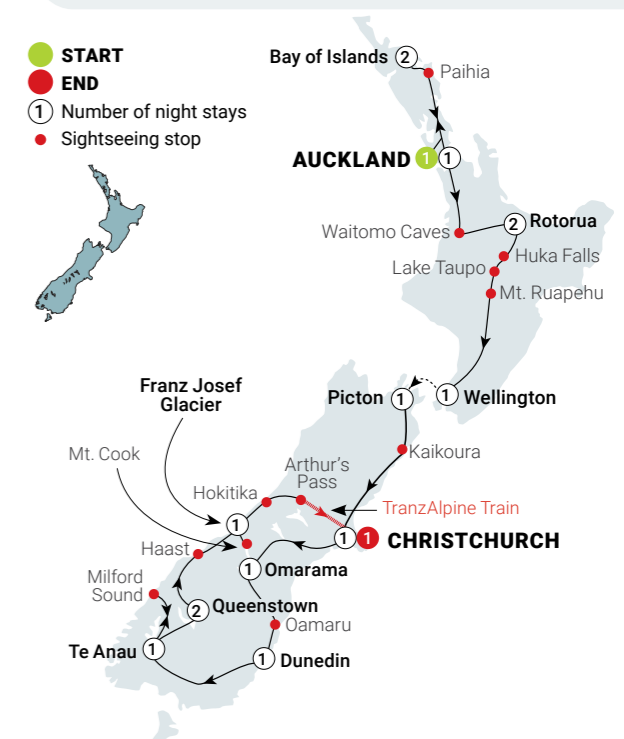 START
END
1 Number of night stays
Sightseeing stop
Bay of Islands 2
Paihia
AUCKLAND 1 1
Waitomo Caves
2 Rotorua
Huka Falls
Lake Taupo
Mt. Ruapehu
Franz Josef
Glacier
Picton 1
1 Wellington
Mt. Cook
Kaikoura
Arthur's
Pass
Hokitika
TranzAlpine Train
1
1 1 CHRISTCHURCH
Haast
1 Omarama
Milford
Sound
2 Queenstown
Oamaru
Te Anau 1
1 Dunedin